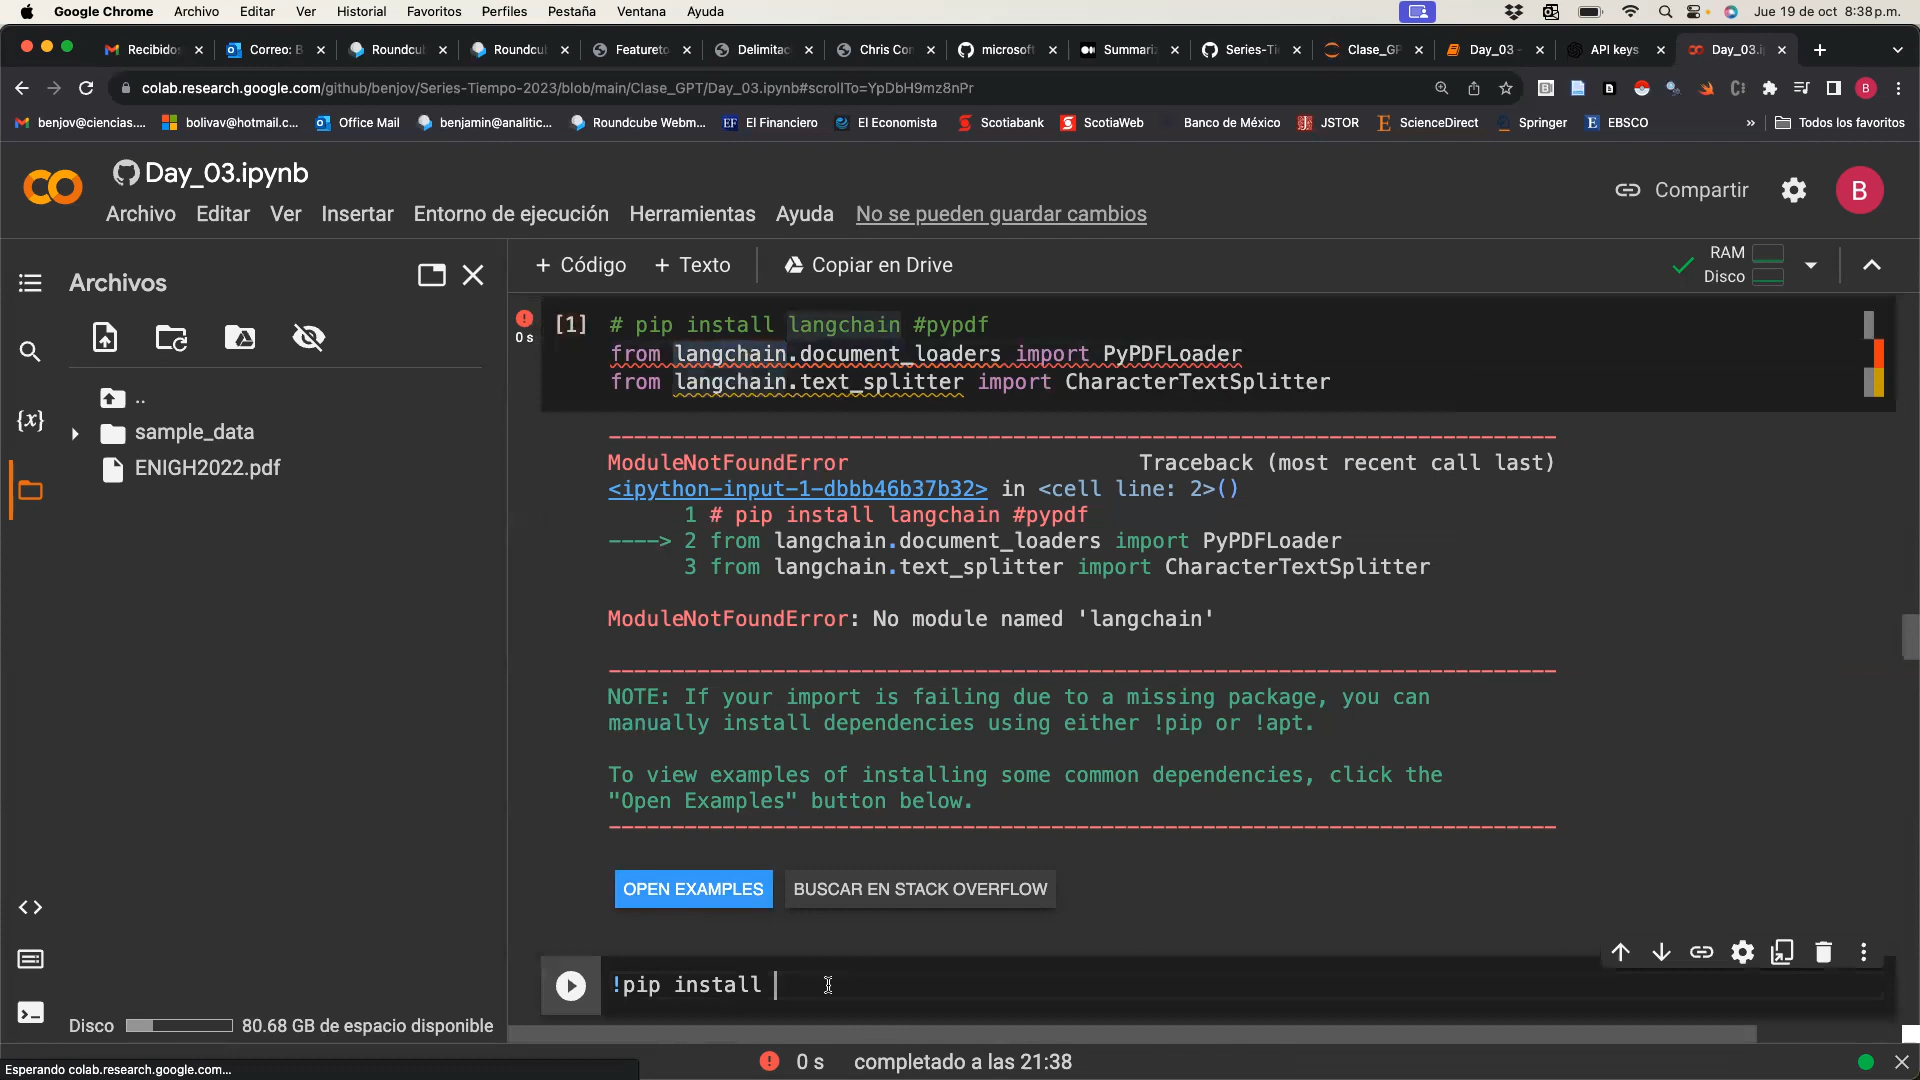 Google Chrome Archivo Editar Ver Historial Favoritos Perfiles Pestaña Ventana Ayuda Jue 19 de oct 8:38 p.m.
Recibidos Correo: B Roundcub Roundcub Featureto Delimitac Chris Cor microsoft Summariz Series-Ti Clase_GP Day_03 - API keys Day_03.i
colab.research.google.com/github/benjov/Series-Tiempo-2023/blob/main/Clase_GPT/Day_03.ipynb#scrollTo=YpDbH9mz8nPr
benjov@ciencias.... bolivav@hotmail.c... Office Mail benjamin@analitic... Roundcube Webm... EF El Financiero El Economista Scotiabank ScotiaWeb Banco de México JSTOR ScienceDirect Springer EBSCO » Todos los favoritos
Day_03.ipynb
Compartir B
Archivo Editar Ver Insertar Entorno de ejecución Herramientas Ayuda No se pueden guardar cambios
Archivos
+ Código + Texto Copiar en Drive
RAM
Disco
..
sample_data
ENIGH2022.pdf
{x}
Disco 80.68 GB de espacio disponible
0 s
[1] # pip install langchain #pypdf
from langchain.document_loaders import PyPDFLoader
from langchain.text_splitter import CharacterTextSplitter
---------------------------------------------------------------------------
ModuleNotFoundError Traceback (most recent call last)
<ipython-input-1-dbbb46b37b32> in <cell line: 2>()
1 # pip install langchain #pypdf
----> 2 from langchain.document_loaders import PyPDFLoader
3 from langchain.text_splitter import CharacterTextSplitter
ModuleNotFoundError: No module named 'langchain'
---------------------------------------------------------------------------
NOTE: If your import is failing due to a missing package, you can
manually install dependencies using either !pip or !apt.
To view examples of installing some common dependencies, click the
"Open Examples" button below.
---------------------------------------------------------------------------
OPEN EXAMPLES BUSCAR EN STACK OVERFLOW
!pip install
Esperando colab.research.google.com...
0 s completado a las 21:38